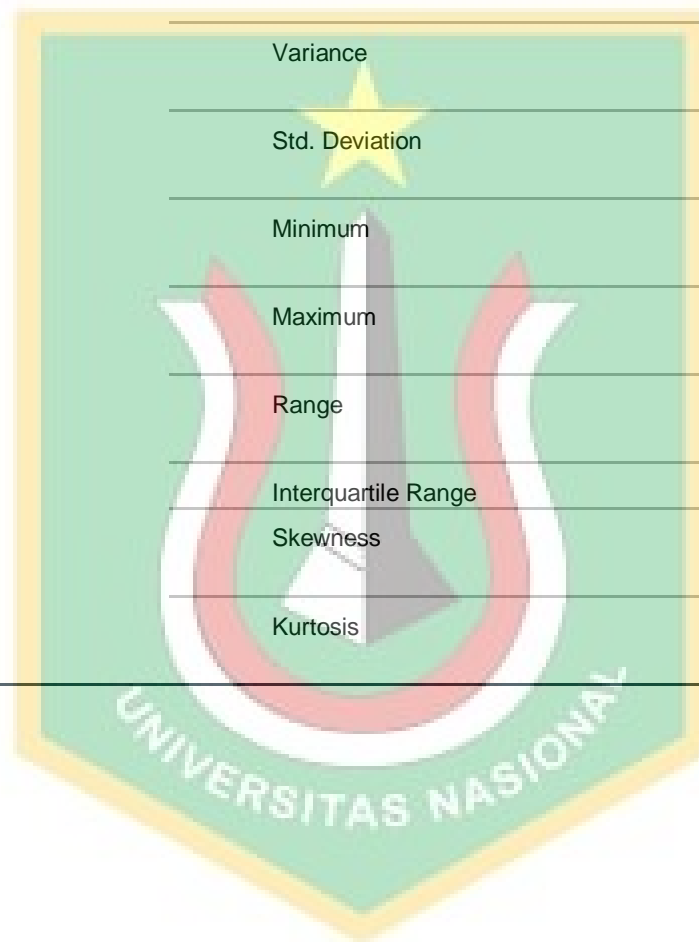 Variance
Std. Deviation
Minimum
Maximum
Range
Interquartile Range
Skewness
Kurtosis
UNIVERSITAS NASIONAL